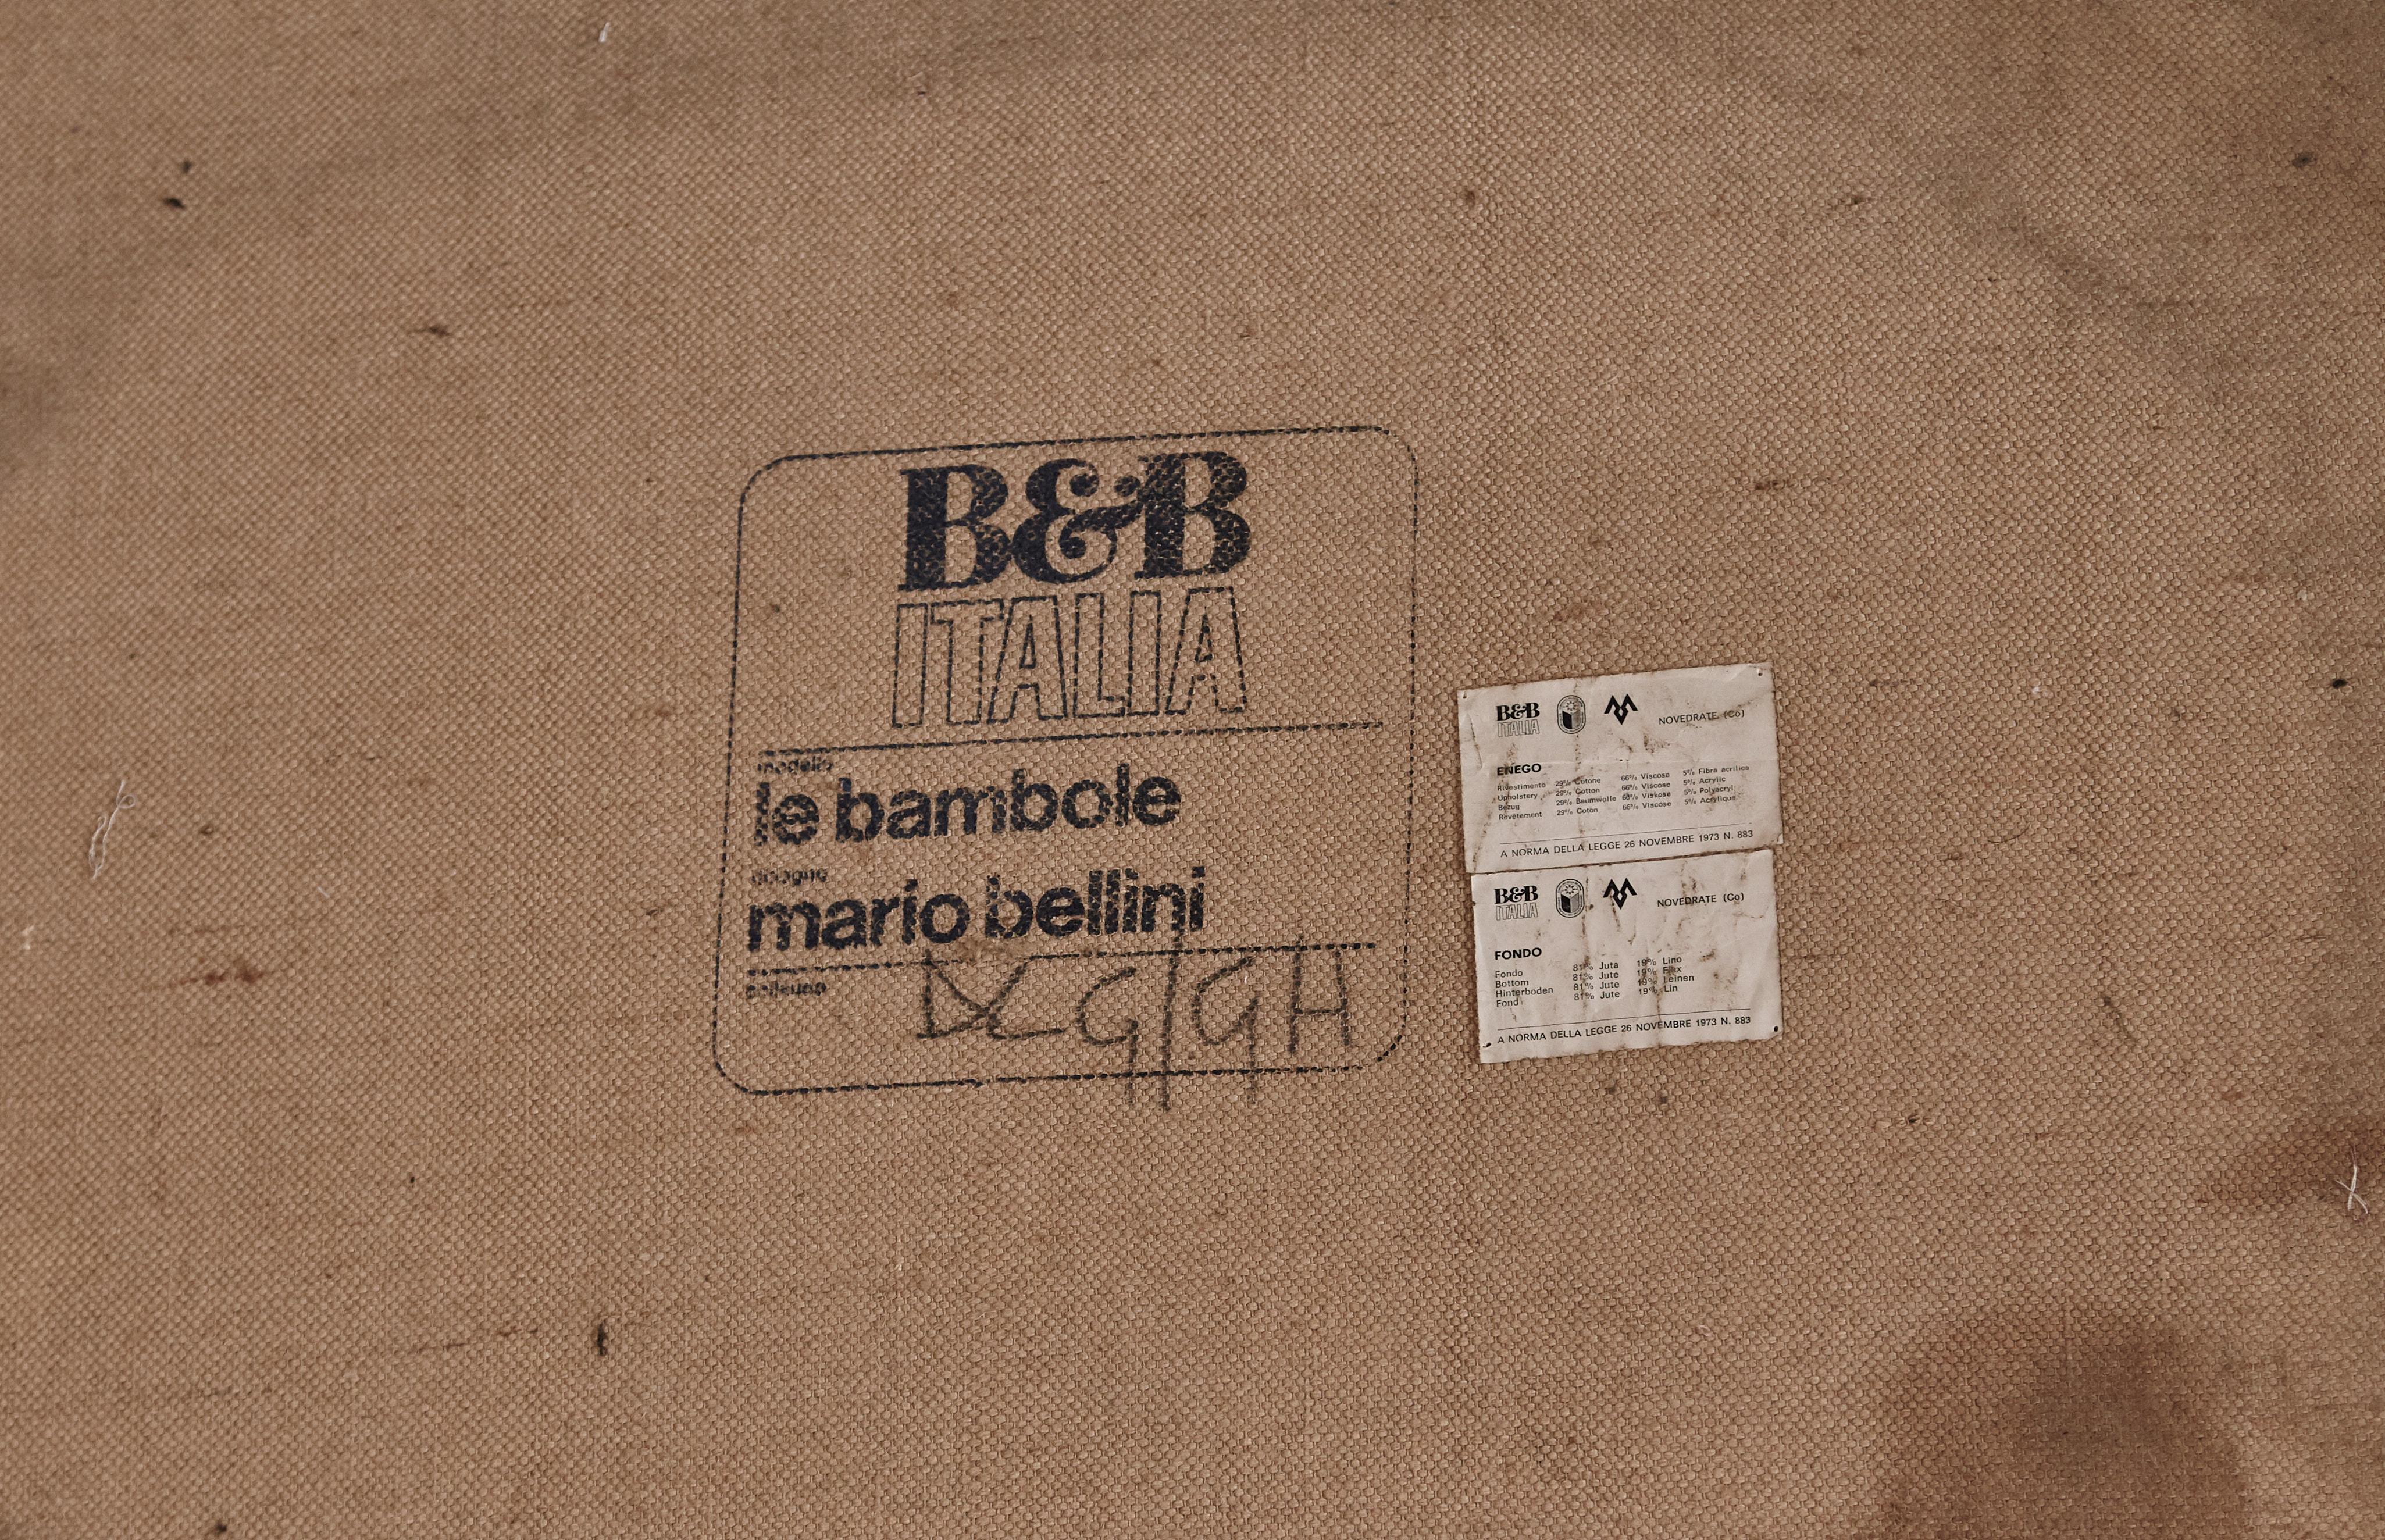 B&B
ITALIA
modello
le bambole
disegno
mario bellini
B&B
ITALIA
NOVEDRATE (Co)
ENEGO
Rivestimento 29% Cotone 66% Viscosa 5% Fibra acrilica
Upholstery 29% Cotton 66% Viscose 5% Acrylic
Bezug 29% Baumwolle 66% Viskose 5% Polyacryl
Revêtement 29% Coton 66% Viscose 5% Acrylique
A NORMA DELLA LEGGE 26 NOVEMBRE 1973 N. 883
B&B
ITALIA
NOVEDRATE (Co)
FONDO
Fondo 81% Juta 19% Lino
Bottom 81% Jute 19% Flax
Hinterboden 81% Jute 19% Leinen
Fond 81% Jute 19% Lin
A NORMA DELLA LEGGE 26 NOVEMBRE 1973 N. 883